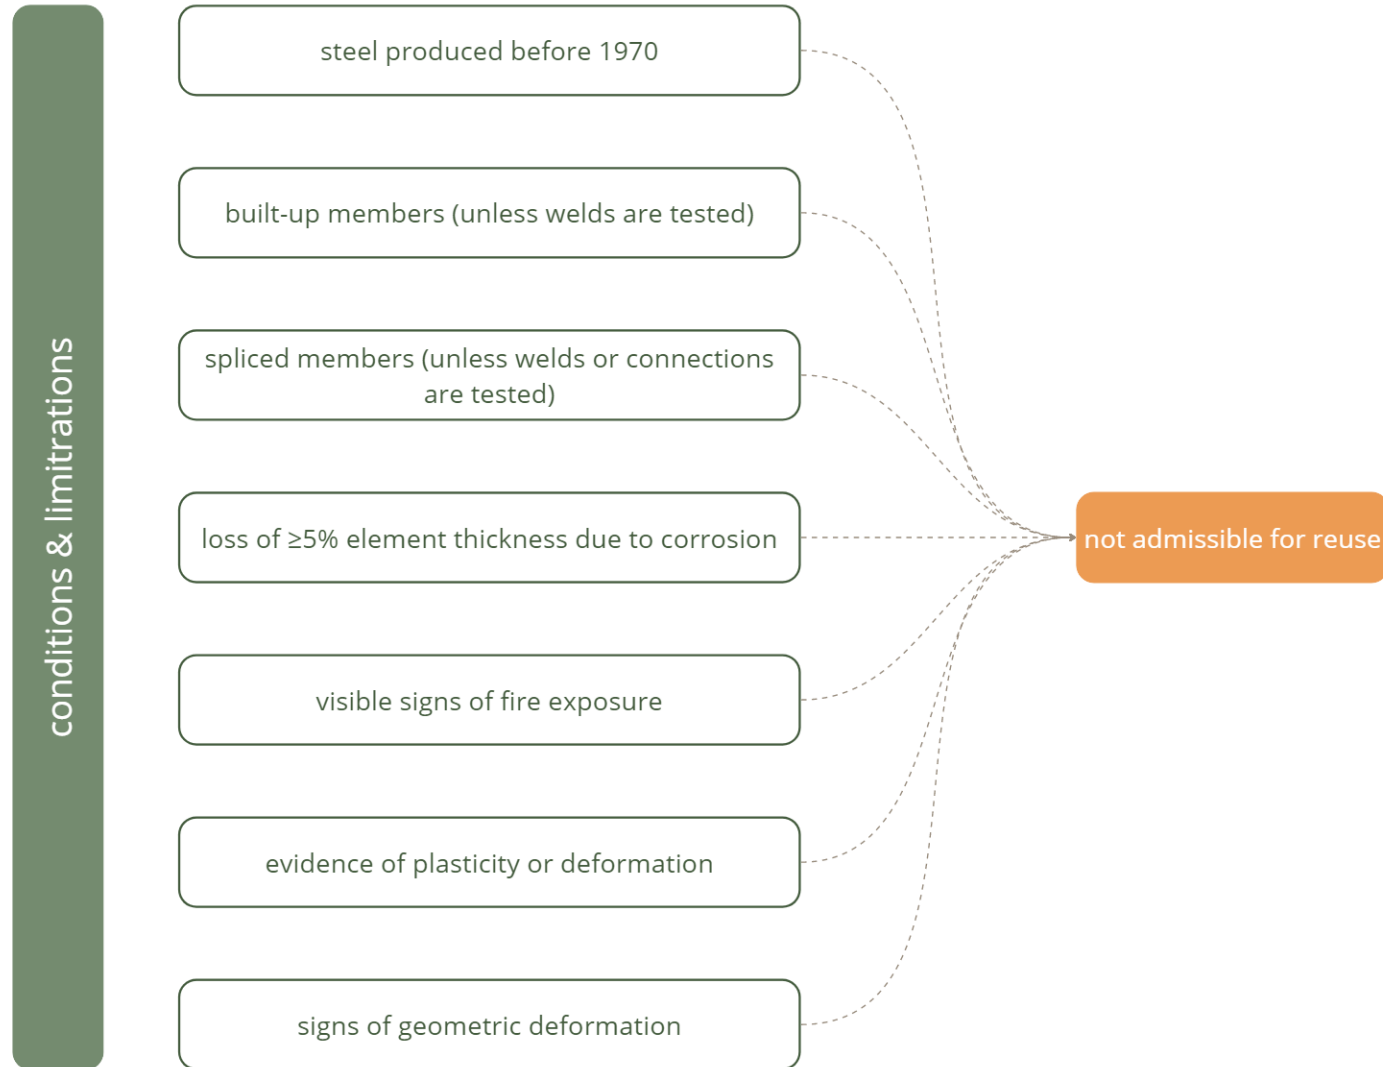 conditions & limitrations
steel produced before 1970
built-up members (unless welds are tested)
spliced members (unless welds or connections
are tested)
loss of ≥5% element thickness due to corrosion
not admissible for reuse
visible signs of fire exposure
evidence of plasticity or deformation
signs of geometric deformation